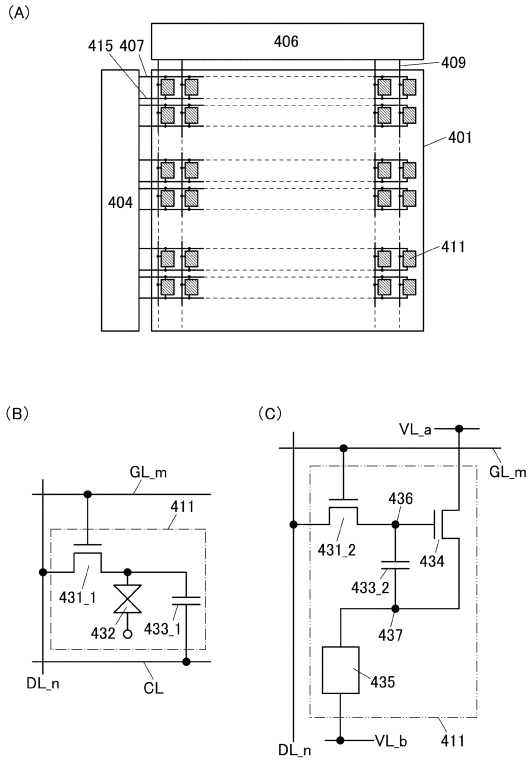 (A)
406
415
407
409
401
404
411
(B)
GL_m
411
431_1
432
433_1
DL_n
CL
(C)
VL_a
GL_m
436
431_2
434
433_2
437
435
411
DL_n
VL_b